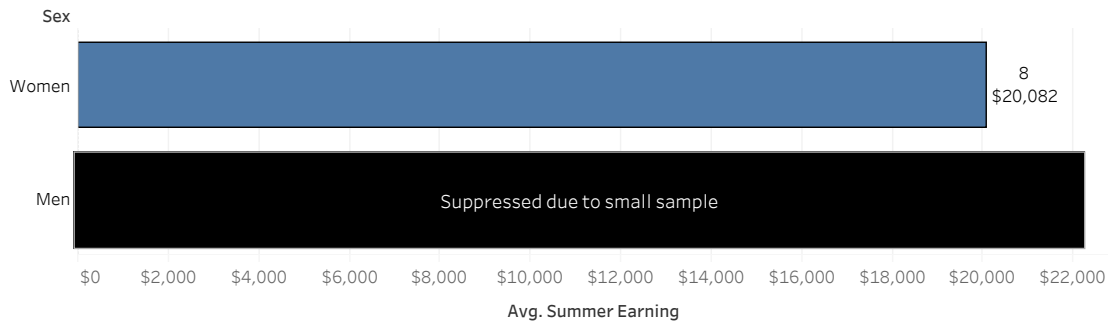 Sex
Women
8
$20,082
Men
Suppressed due to small sample
$0 $2,000 $4,000 $6,000 $8,000 $10,000 $12,000 $14,000 $16,000 $18,000 $20,000 $22,000
Avg. Summer Earning